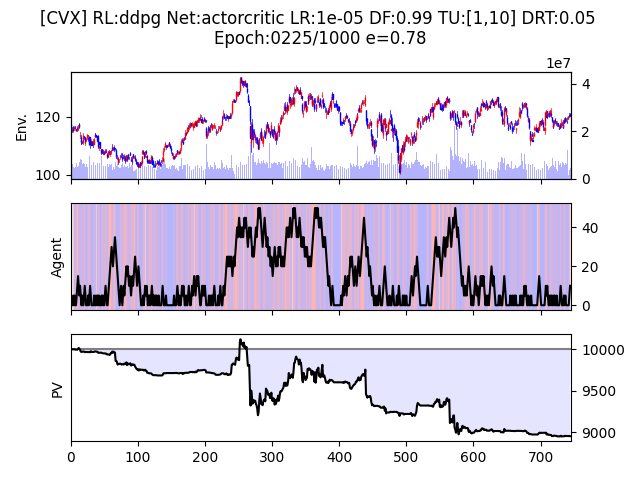 [CVX] RL:ddpg Net:actorcritic LR:1e-05 DF:0.99 TU:[1,10] DRT:0.05
Epoch:0225/1000 e=0.78
1e7
Env.
120
100
4
2
0
Agent
40
20
0
PV
10000
9500
9000
0 100 200 300 400 500 600 700